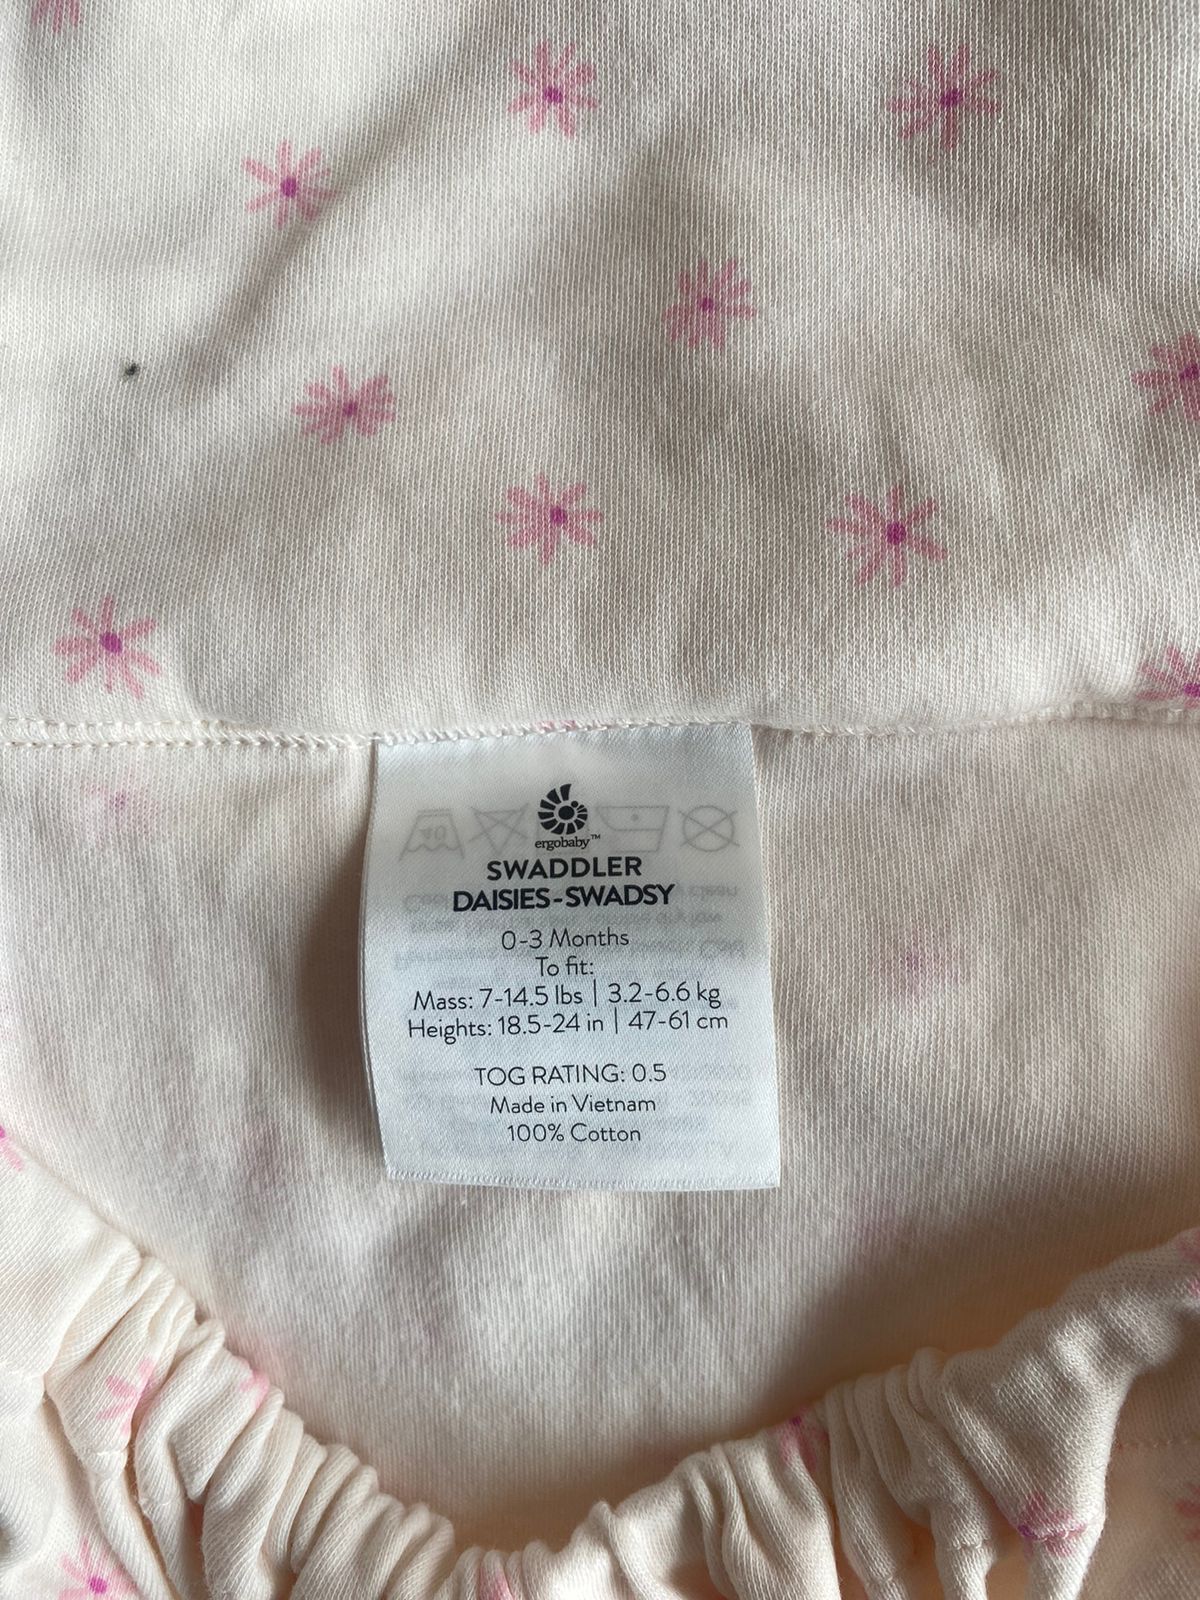 ergobaby™
SWADDLER
DAISIES-SWADSY
0-3 Months
To fit:
Mass: 7-14.5 lbs | 3.2-6.6 kg
Heights: 18.5-24 in | 47-61 cm
TOG RATING: 0.5
Made in Vietnam
100% Cotton